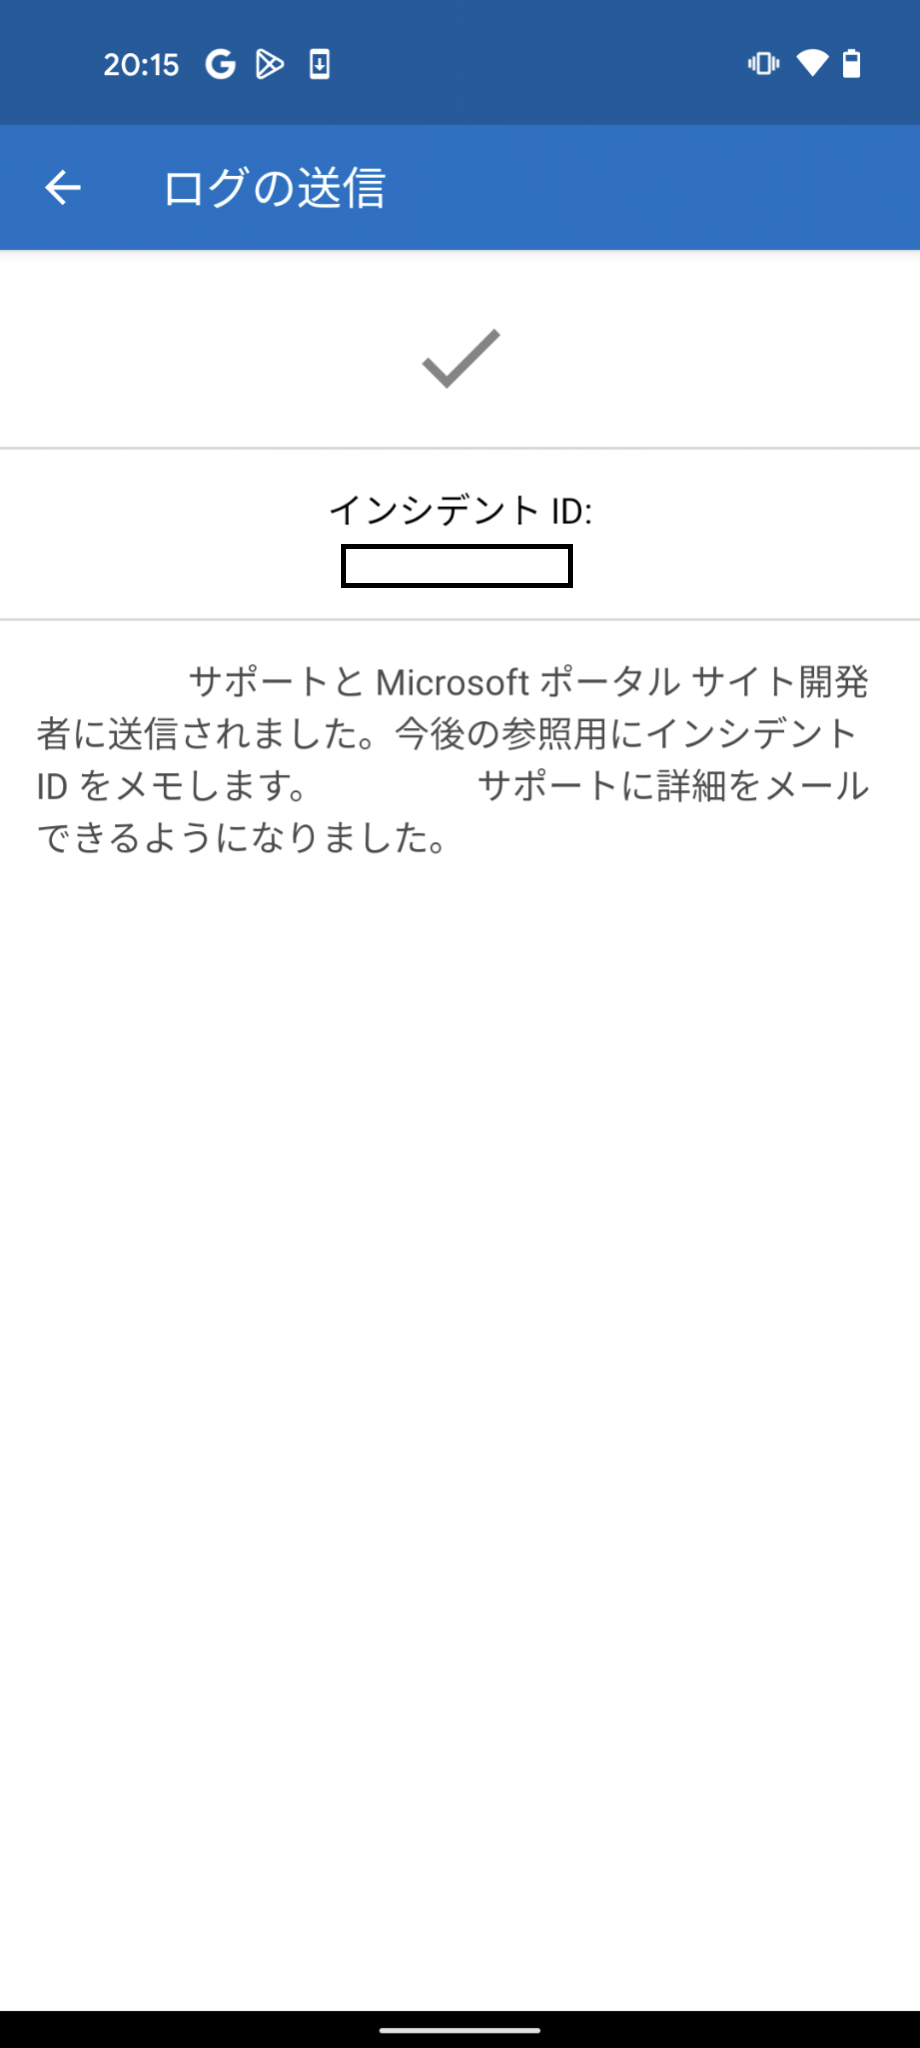 20:15
ログの送信
インシデント ID:
サポートと Microsoft ポータル サイト開発
者に送信されました。今後の参照用にインシデント
ID をメモします。 サポートに詳細をメール
できるようになりました。